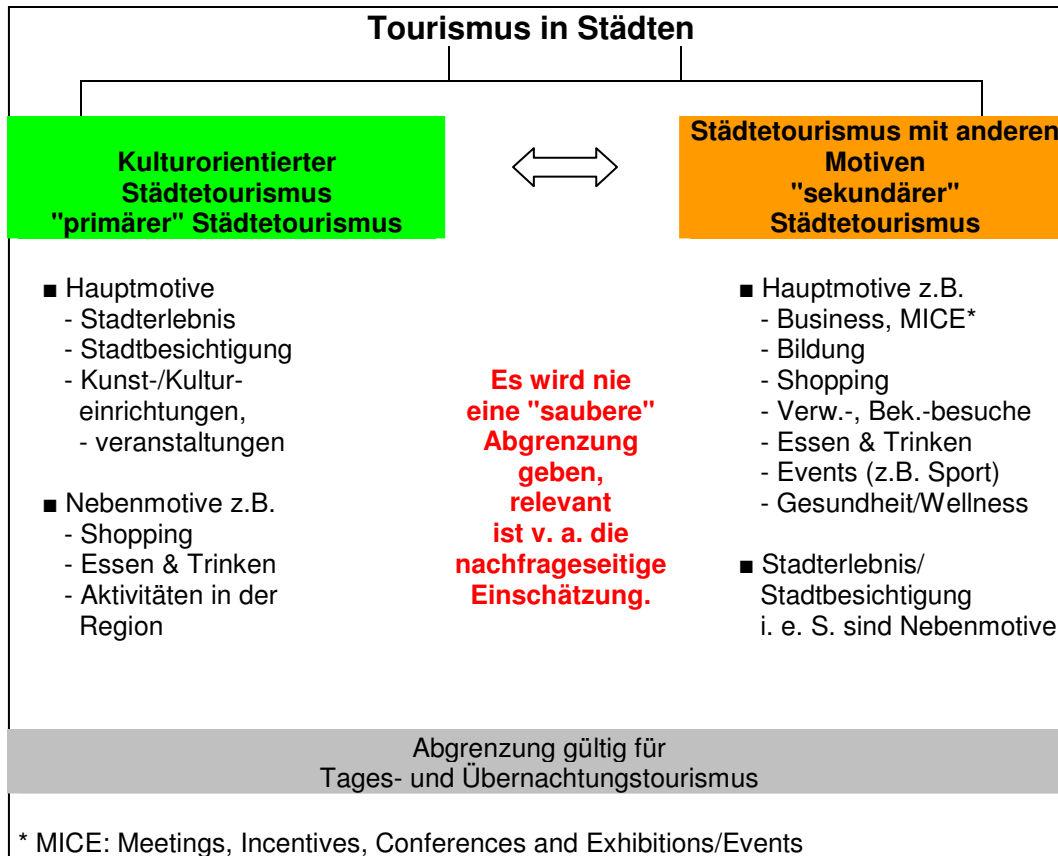 Tourismus in Städten
Kulturorientierter
Städtetourismus
"primärer" Städtetourismus
Städtetourismus mit anderen
Motiven
"sekundärer"
Städtetourismus
■ Hauptmotive
- Stadterlebnis
- Stadtbesichtigung
- Kunst-/Kultur-
einrichtungen,
- veranstaltungen
■ Nebenmotive z.B.
- Shopping
- Essen & Trinken
- Aktivitäten in der
Region
Es wird nie
eine "saubere"
Abgrenzung
geben,
relevant
ist v. a. die
nachfrageseitige
Einschätzung.
■ Hauptmotive z.B.
- Business, MICE*
- Bildung
- Shopping
- Verw.-, Bek.-besuche
- Essen & Trinken
- Events (z.B. Sport)
- Gesundheit/Wellness
■ Stadterlebnis/
Stadtbesichtigung
i. e. S. sind Nebenmotive
Abgrenzung gültig für
Tages- und Übernachtungstourismus
* MICE: Meetings, Incentives, Conferences and Exhibitions/Events